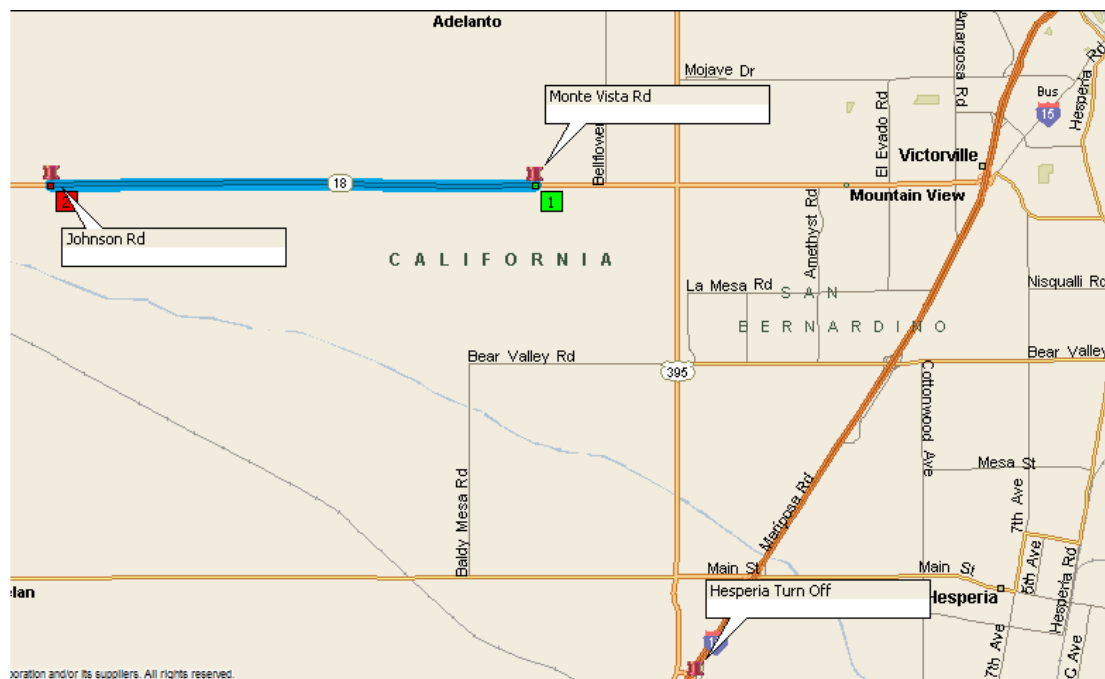 Adelanto
Amargosa Rd
Hesperia Rd
Mojave Dr
Bus
15
Monte Vista Rd
Bellflower
El Evado Rd
Victorville
18
Mountain View
2
1
Johnson Rd
Amethyst Rd
CALIFORNIA
La Mesa Rd
SAN
Nisqualli Rd
BERNARDINO
Bear Valley Rd
Bear Valley
395
Cottonwood Ave
Mesa St
Baldy Mesa Rd
Mariposa Rd
7th Ave
5th Ave
Hesperia Rd
Main St
Main St
elan
Hesperia Turn Off
Hesperia
7th Ave
C Ave
poration and/or its suppliers. All rights reserved.